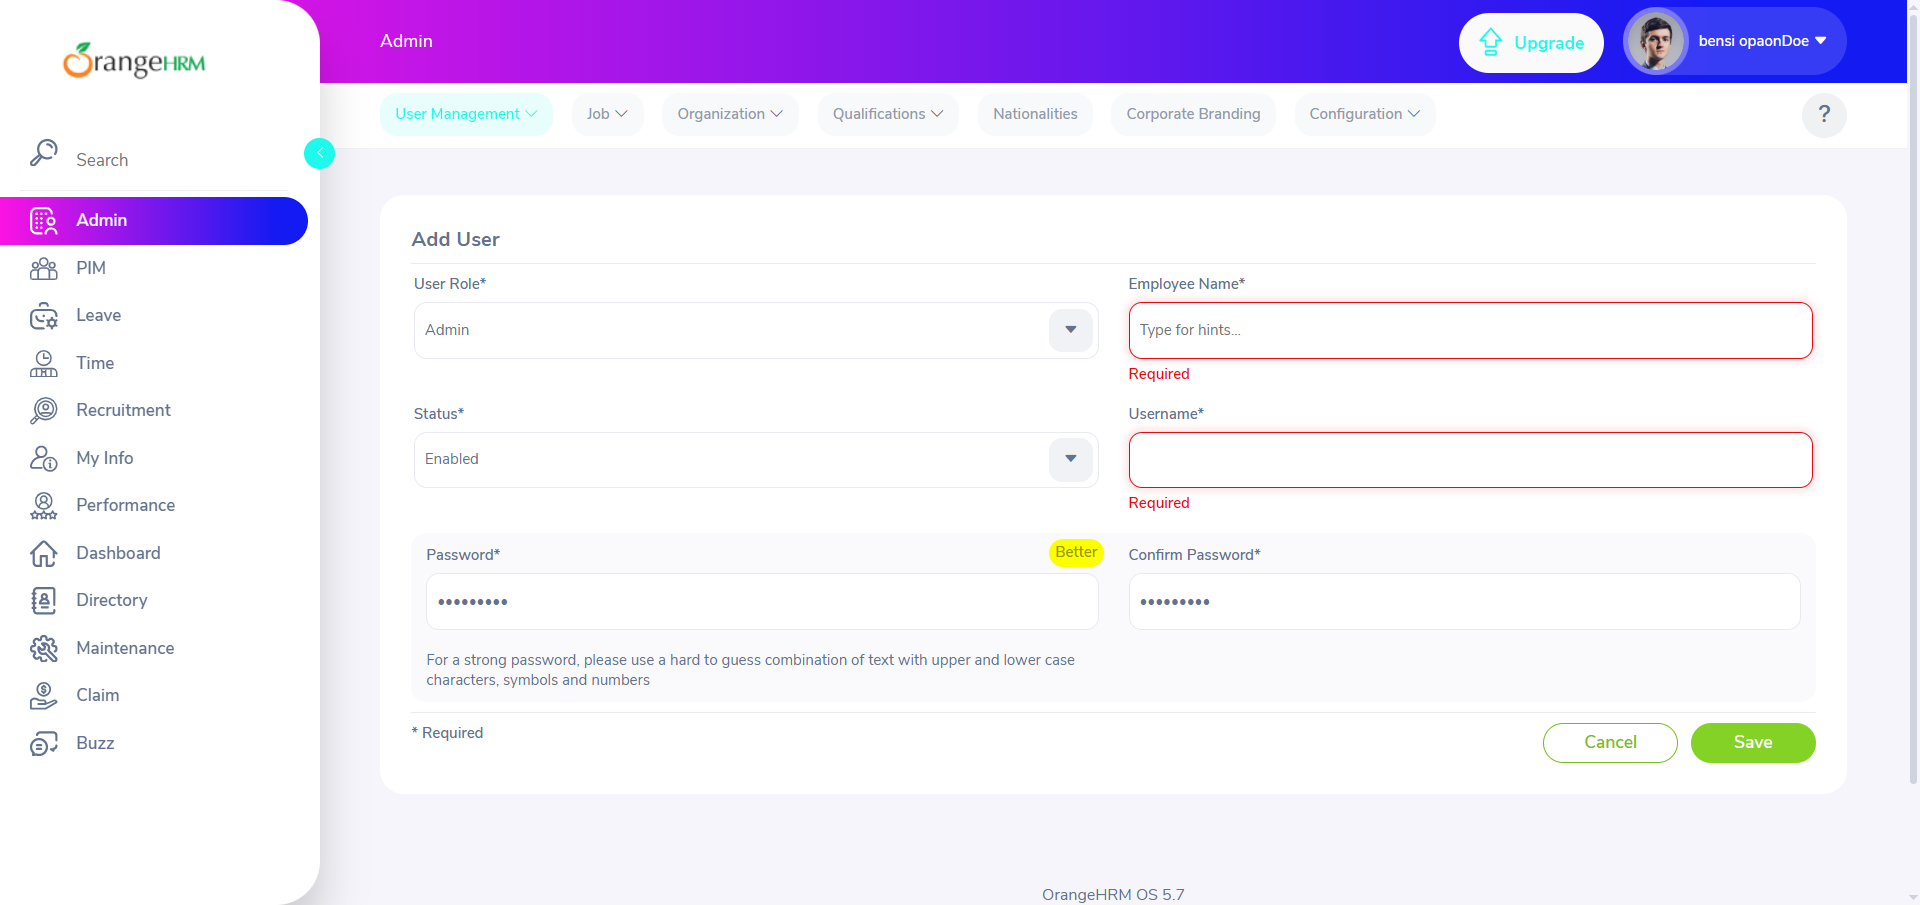 OrangeHRM
Admin
Upgrade
bensi opaonDoe
User Management
Job
Organization
Qualifications
Nationalities
Corporate Branding
Configuration
?
Search
Admin
PIM
Leave
Time
Recruitment
My Info
Performance
Dashboard
Directory
Maintenance
Claim
Buzz
Add User
User Role*
Admin
Employee Name*
Type for hints...
Required
Status*
Enabled
Username*
Required
Password*
Better
•••••••••
Confirm Password*
•••••••••
For a strong password, please use a hard to guess combination of text with upper and lower case
characters, symbols and numbers
* Required
Cancel
Save
OrangeHRM OS 5.7